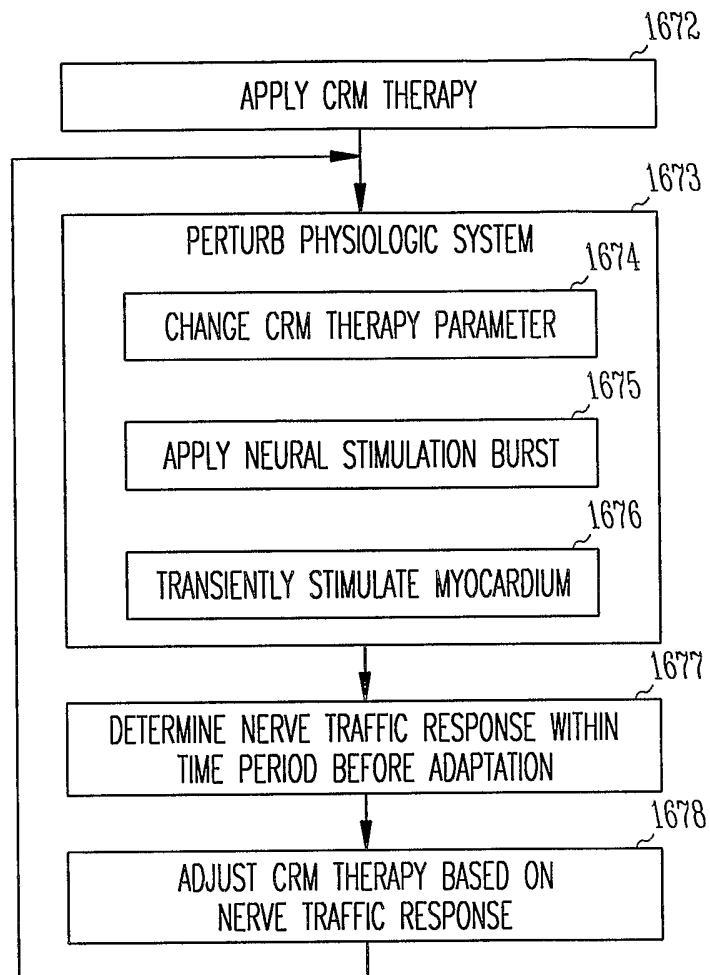 1672
APPLY CRM THERAPY
1673
PERTURB PHYSIOLOGIC SYSTEM
1674
CHANGE CRM THERAPY PARAMETER
1675
APPLY NEURAL STIMULATION BURST
1676
TRANSIENTLY STIMULATE MYOCARDIUM
1677
DETERMINE NERVE TRAFFIC RESPONSE WITHIN
TIME PERIOD BEFORE ADAPTATION
1678
ADJUST CRM THERAPY BASED ON
NERVE TRAFFIC RESPONSE